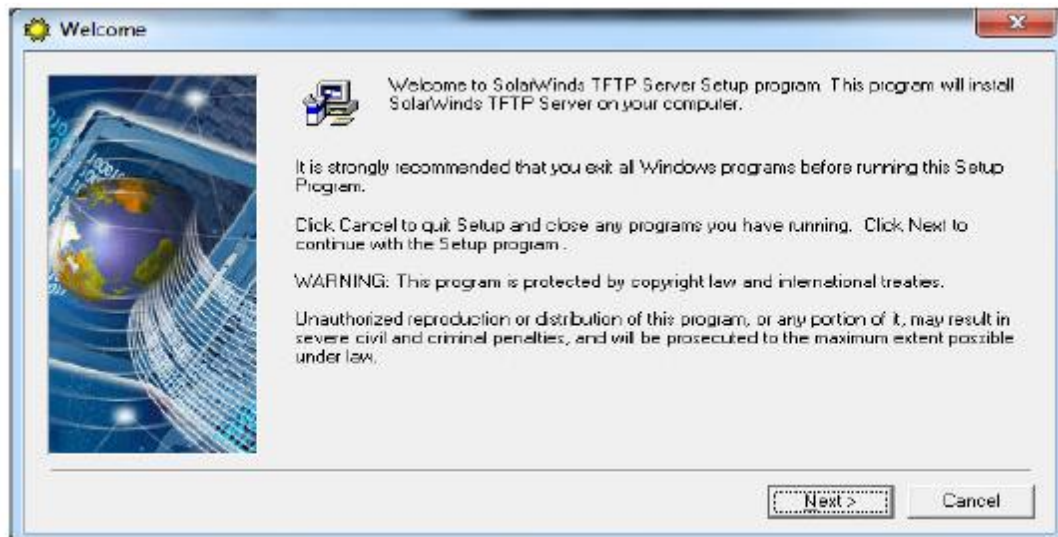 Welcome
Welcome to SolarWinds TFTP Server Setup program. This program will install
SolarWinds TFTP Server on your computer.
It is strongly recommended that you exit all Windows programs before running this Setup
Program.
Click Cancel to quit Setup and close any programs you have running. Click Next to
continue with the Setup program .
WARNING: This program is protected by copyright law and international treaties.
Unauthorized reproduction or distribution of this program, or any portion of it, may result in
severe civil and criminal penalties, and will be prosecuted to the maximum extent possible
under law.
Next >
Cancel